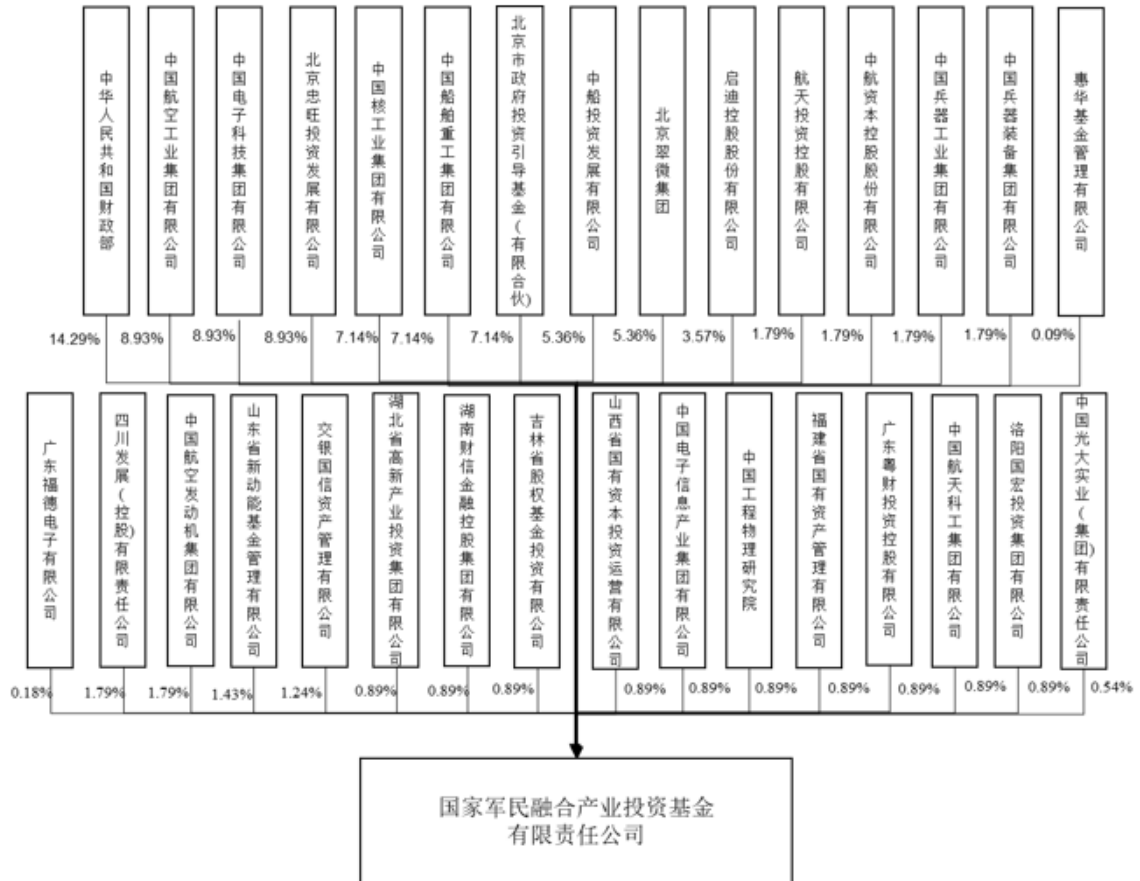 中华人民共和国财政部
中国航空工业集团有限公司
中国电子科技集团有限公司
北京忠旺投资发展有限公司
中国核工业集团有限公司
中国船舶重工集团有限公司
北京市政府投资引导基金(有限合伙)
中船投资发展有限公司
北京翠微集团
启迪控股股份有限公司
航天投资控股有限公司
中航资本控股股份有限公司
中国兵器工业集团有限公司
中国兵器装备集团有限公司
惠华基金管理有限公司
14.29%
8.93%
8.93%
8.93%
7.14%
7.14%
7.14%
5.36%
5.36%
3.57%
1.79%
1.79%
1.79%
1.79%
0.09%
广东福德电子有限公司
四川发展(控股)有限责任公司
中国航空发动机集团有限公司
山东省新动能基金管理有限公司
交银国信资产管理有限公司
湖北省高新产业投资集团有限公司
湖南财信金融控股集团有限公司
吉林省股权基金投资有限公司
山西省国有资本投资运营有限公司
中国电子信息产业集团有限公司
中国工程物理研究院
福建省国有资产管理有限公司
广东粤财投资控股有限公司
中国航天科工集团有限公司
洛阳国宏投资集团有限公司
中国光大实业(集团)有限责任公司
0.18%
1.79%
1.79%
1.43%
1.24%
0.89%
0.89%
0.89%
0.89%
0.89%
0.89%
0.89%
0.89%
0.89%
0.89%
0.54%
国家军民融合产业投资基金
有限责任公司